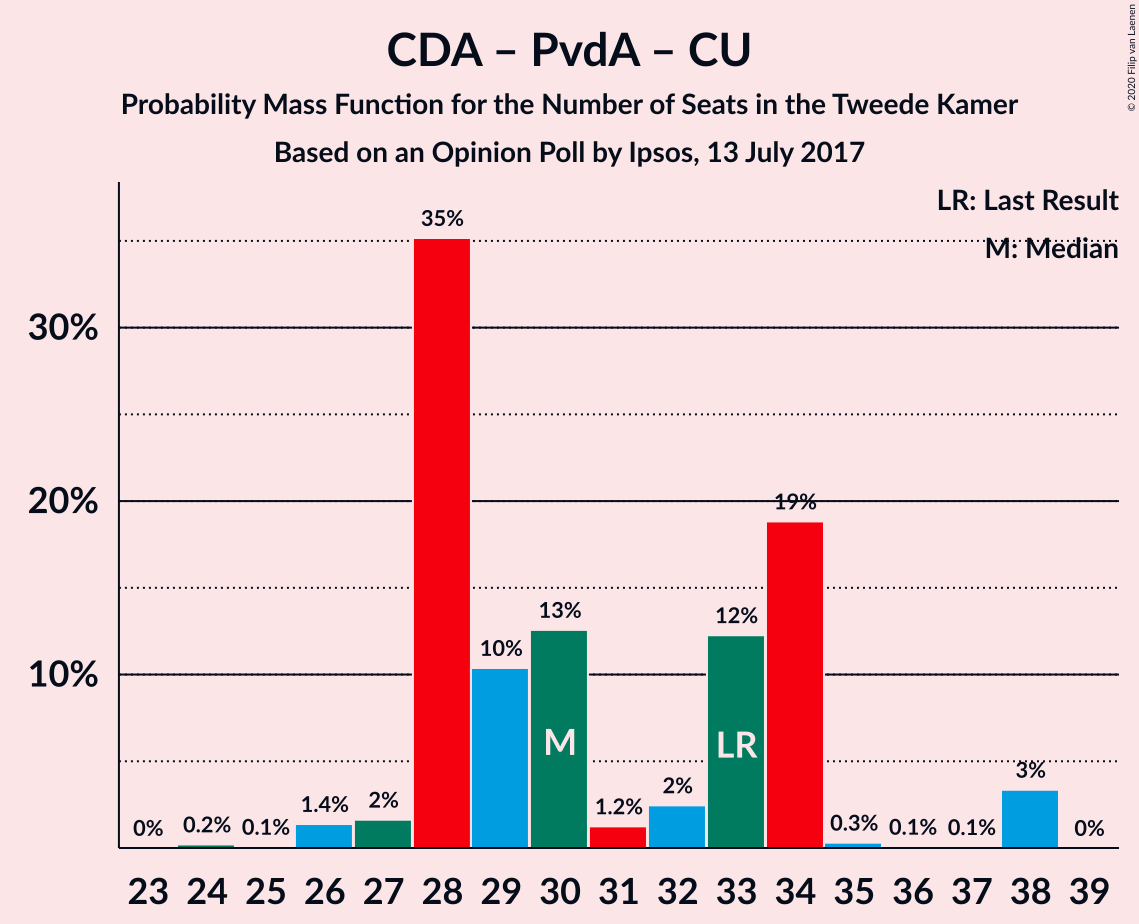 CDA – PvdA – CU
Probability Mass Function for the Number of Seats in the Tweede Kamer
Based on an Opinion Poll by Ipsos, 13 July 2017
© 2020 Filip van Laenen
LR: Last Result
M: Median
30%
20%
10%
0%
0.2%
0.1%
1.4%
2%
35%
10%
13%
1.2%
2%
12%
19%
0.3%
0.1%
0.1%
3%
0%
M
LR
23 24 25 26 27 28 29 30 31 32 33 34 35 36 37 38 39